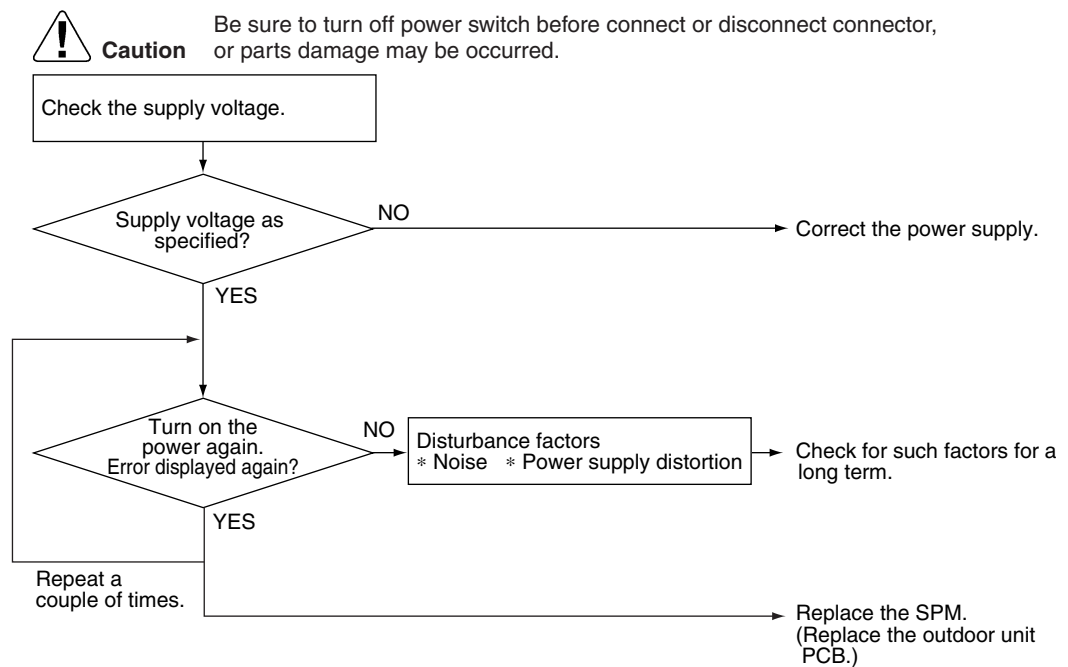 Be sure to turn off power switch before connect or disconnect connector,
Caution or parts damage may be occurred.
Check the supply voltage.
Supply voltage as
specified?
NO
Correct the power supply.
YES
Turn on the
power again.
Error displayed again?
NO
Disturbance factors
* Noise * Power supply distortion
Check for such factors for a
long term.
YES
Repeat a
couple of times.
Replace the SPM.
(Replace the outdoor unit
PCB.)